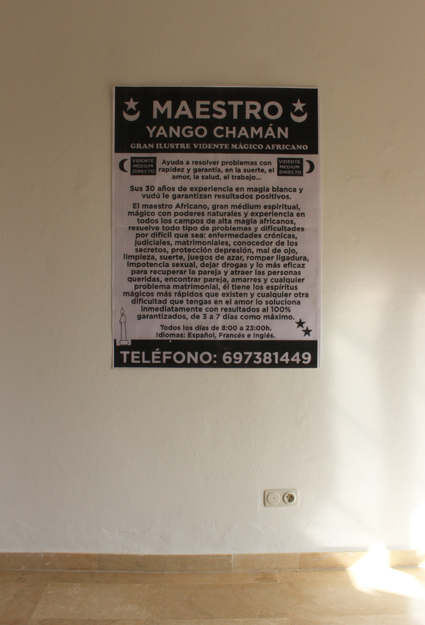 MAESTRO
YANGO CHAMÁN
GRAN ILUSTRE VIDENTE MÁGICO AFRICANO
VIDENTE
MEDIUM
DIRECTO
Ayuda a resolver problemas con
rapidez y garantía, en la suerte, el
amor, la salud, el trabajo...
VIDENTE
MEDIUM
DIRECTO
Sus 30 años de experiencia en magia blanca y
vudú le garantizan resultados positivos.
El maestro Africano, gran médium espiritual,
mágico con poderes naturales y experiencia en
todos los campos de alta magia africanos,
resuelve todo tipo de problemas y dificultades
por difícil que sea: enfermedades crónicas,
judiciales, matrimoniales, conocedor de los
secretos, protección depresión, mal de ojo,
limpieza, suerte, juegos de azar, romper ligadura,
impotencia sexual, dejar drogas y lo más eficaz
para recuperar la pareja y atraer las personas
queridas, encontrar pareja, amarres y cualquier
problema matrimonial, él tiene los espíritus
mágicos más rápidos que existen y cualquier otra
dificultad que tengas en el amor lo soluciona
inmediatamente con resultados al 100%
garantizados, de 3 a 7 días como máximo.
Todos los días de 8:00 a 23:00h.
Idiomas: Español, Francés e Inglés.
TELÉFONO: 697381449